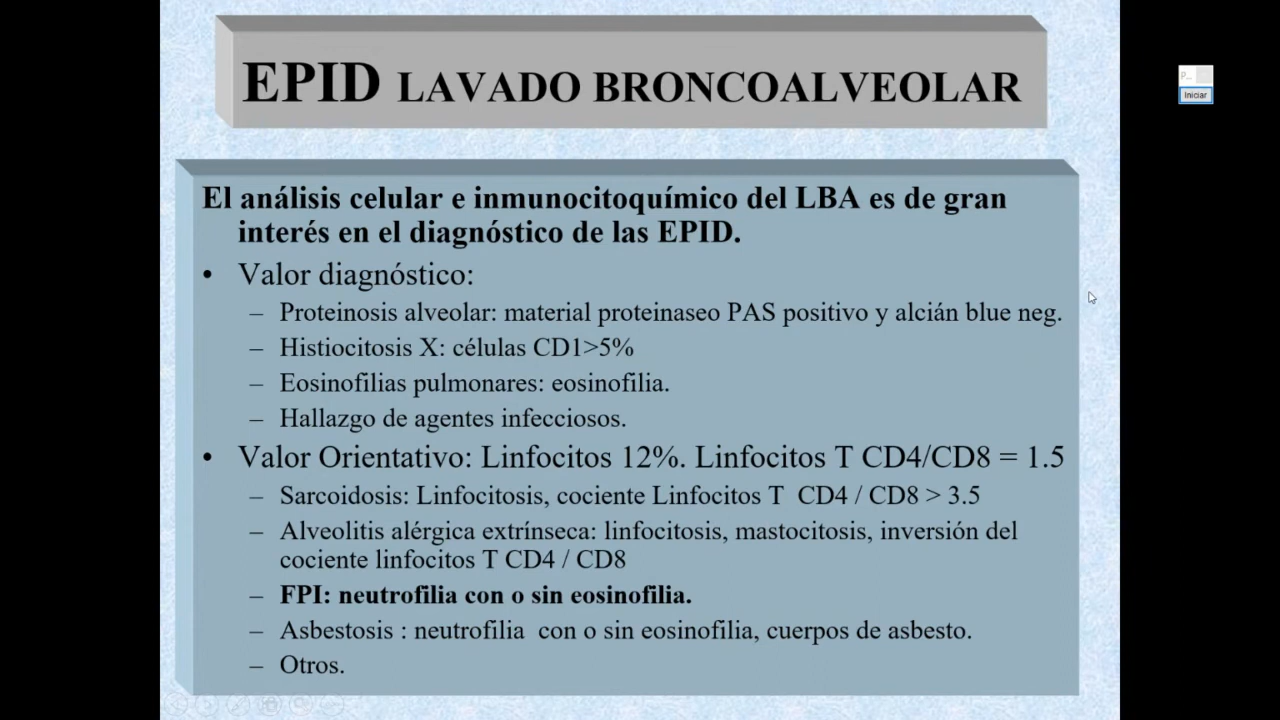 EPID LAVADO BRONCOALVEOLAR
P...
Iniciar
El análisis celular e inmunocitoquímico del LBA es de gran
interés en el diagnóstico de las EPID.
• Valor diagnóstico:
– Proteinosis alveolar: material proteinaseo PAS positivo y alcián blue neg.
– Histiocitosis X: células CD1>5%
– Eosinofilias pulmonares: eosinofilia.
– Hallazgo de agentes infecciosos.
• Valor Orientativo: Linfocitos 12%. Linfocitos T CD4/CD8 = 1.5
– Sarcoidosis: Linfocitosis, cociente Linfocitos T CD4 / CD8 > 3.5
– Alveolitis alérgica extrínseca: linfocitosis, mastocitosis, inversión del
cociente linfocitos T CD4 / CD8
– FPI: neutrofilia con o sin eosinofilia.
– Asbestosis : neutrofilia con o sin eosinofilia, cuerpos de asbesto.
– Otros.